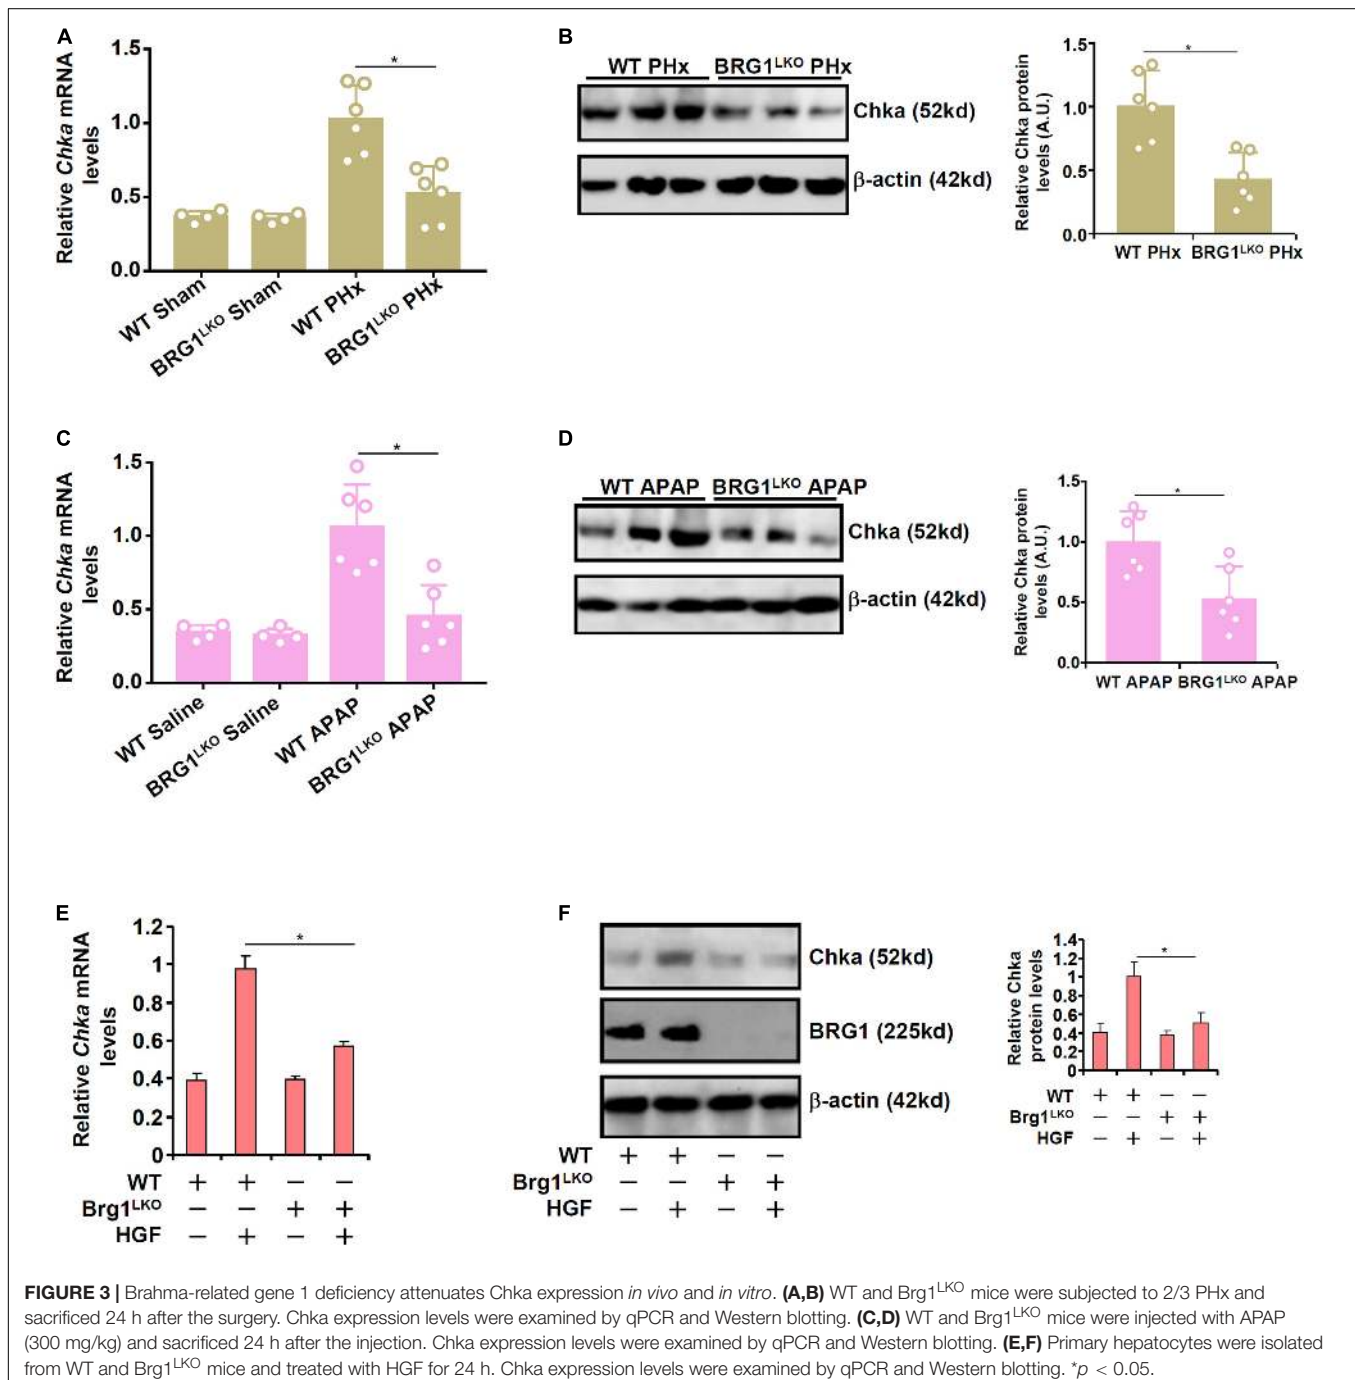 A
Relative Chka mRNA
levels
1.5
1.0
0.5
0.0
*
WT Sham
BRG1LKO Sham
WT PHx
BRG1LKO PHx
B
WT PHx BRG1LKO PHx
Chka (52kd)
β-actin (42kd)
Relative Chka protein
levels (A.U.)
1.5
1.0
0.5
0.0
*
WT PHx BRG1LKO PHx
C
Relative Chka mRNA
levels
1.5
1.0
0.5
0.0
*
WT Saline
BRG1LKO Saline
WT APAP
BRG1LKO APAP
D
WT APAP BRG1LKO APAP
Chka (52kd)
β-actin (42kd)
Relative Chka protein
levels (A.U.)
1.5
1.0
0.5
0.0
*
WT APAP BRG1LKO APAP
E
Relative Chka mRNA
levels
1.2
1
0.8
0.6
0.4
0.2
0
*
WT + + − −
Brg1LKO − − + +
HGF − + − +
F
Chka (52kd)
BRG1 (225kd)
β-actin (42kd)
WT + + − −
Brg1LKO − − + +
HGF − + − +
Relative Chka
protein levels
1.4
1.2
1
0.8
0.6
0.4
0.2
0
*
WT + + − −
Brg1LKO − − + +
HGF − + − +
FIGURE 3 | Brahma-related gene 1 deficiency attenuates Chka expression in vivo and in vitro. (A,B) WT and Brg1LKO mice were subjected to 2/3 PHx and
sacrificed 24 h after the surgery. Chka expression levels were examined by qPCR and Western blotting. (C,D) WT and Brg1LKO mice were injected with APAP
(300 mg/kg) and sacrificed 24 h after the injection. Chka expression levels were examined by qPCR and Western blotting. (E,F) Primary hepatocytes were isolated
from WT and Brg1LKO mice and treated with HGF for 24 h. Chka expression levels were examined by qPCR and Western blotting. *p < 0.05.